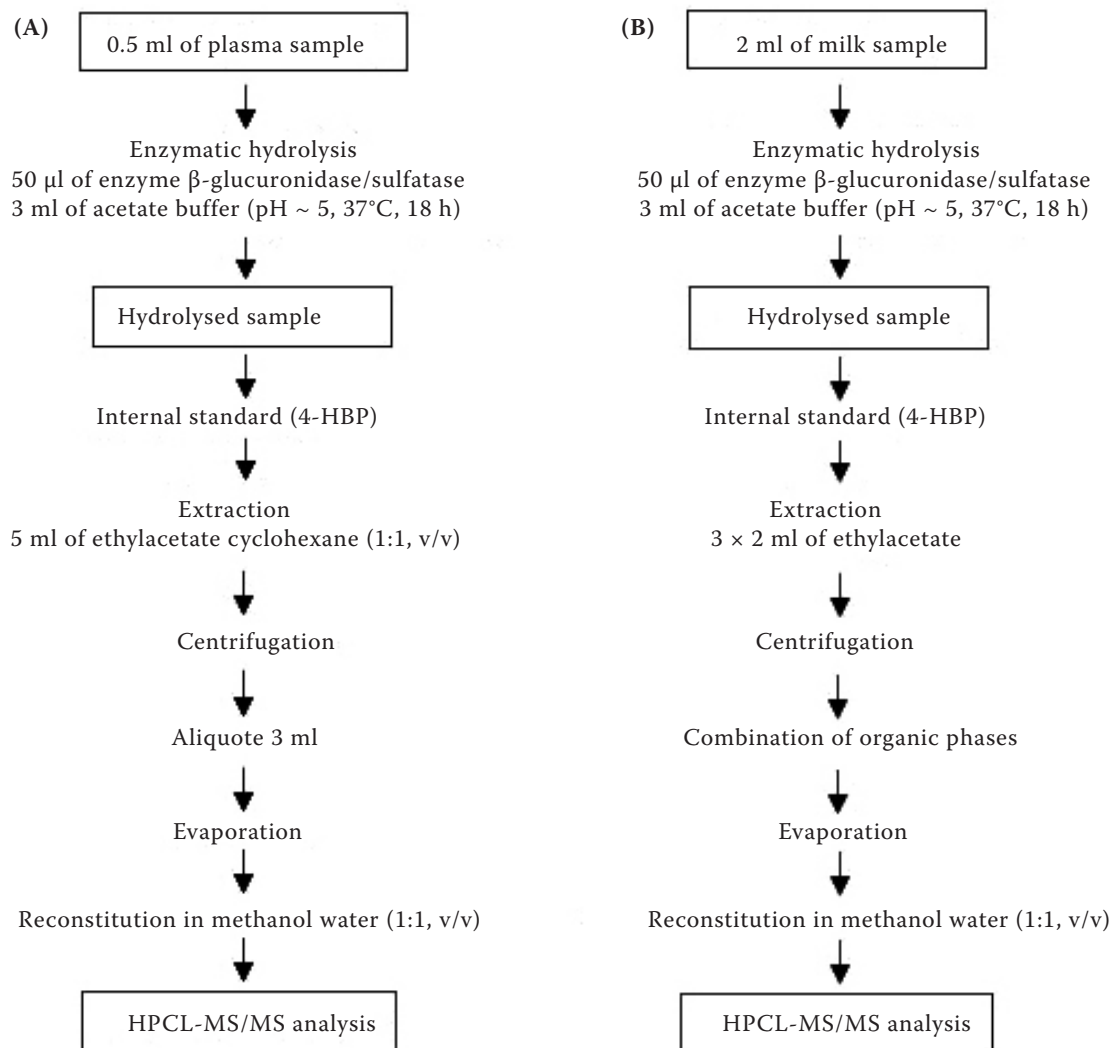 (A)
0.5 ml of plasma sample
Enzymatic hydrolysis
50 µl of enzyme β-glucuronidase/sulfatase
3 ml of acetate buffer (pH ~ 5, 37°C, 18 h)
Hydrolysed sample
Internal standard (4-HBP)
Extraction
5 ml of ethylacetate cyclohexane (1:1, v/v)
Centrifugation
Aliquote 3 ml
Evaporation
Reconstitution in methanol water (1:1, v/v)
HPCL-MS/MS analysis
(B)
2 ml of milk sample
Enzymatic hydrolysis
50 µl of enzyme β-glucuronidase/sulfatase
3 ml of acetate buffer (pH ~ 5, 37°C, 18 h)
Hydrolysed sample
Internal standard (4-HBP)
Extraction
3 × 2 ml of ethylacetate
Centrifugation
Combination of organic phases
Evaporation
Reconstitution in methanol water (1:1, v/v)
HPCL-MS/MS analysis